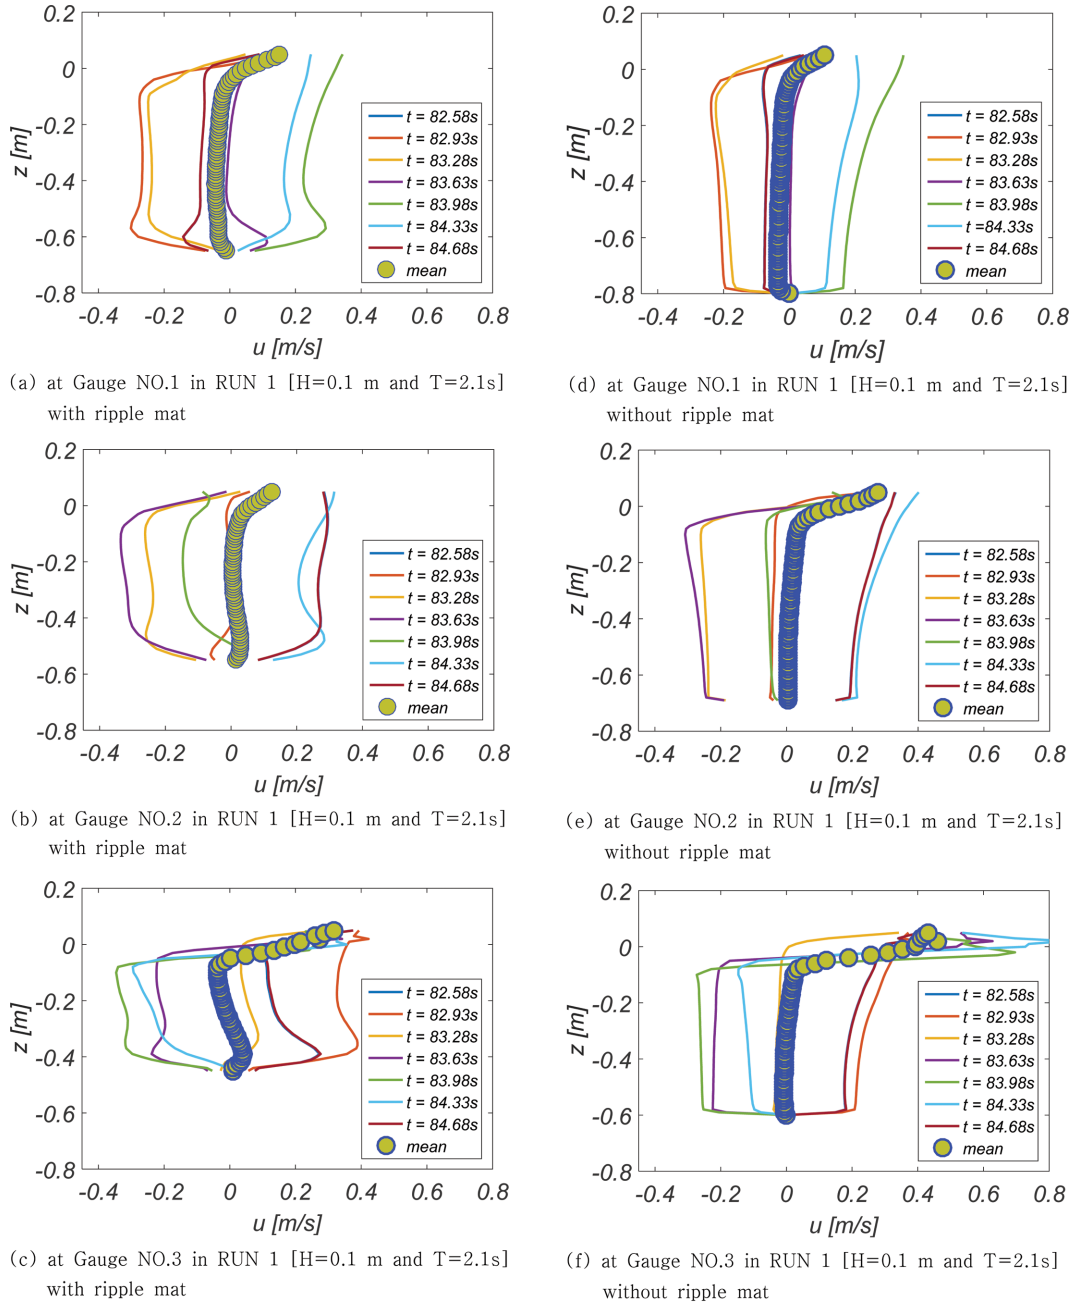 0.2
0
-0.2
-0.4
-0.6
-0.8
z [m]
-0.4 -0.2 0 0.2 0.4 0.6 0.8
u [m/s]
t = 82.58s
t = 82.93s
t = 83.28s
t = 83.63s
t = 83.98s
t = 84.33s
t = 84.68s
mean
(a) at Gauge NO.1 in RUN 1 [H=0.1 m and T=2.1s]
with ripple mat
0.2
0
-0.2
-0.4
-0.6
-0.8
z [m]
-0.4 -0.2 0 0.2 0.4 0.6 0.8
u [m/s]
t = 82.58s
t = 82.93s
t = 83.28s
t = 83.63s
t = 83.98s
t =84.33s
t = 84.68s
mean
(d) at Gauge NO.1 in RUN 1 [H=0.1 m and T=2.1s]
without ripple mat
0.2
0
-0.2
-0.4
-0.6
-0.8
z [m]
-0.4 -0.2 0 0.2 0.4 0.6 0.8
u [m/s]
t = 82.58s
t = 82.93s
t = 83.28s
t = 83.63s
t = 83.98s
t = 84.33s
t = 84.68s
mean
(b) at Gauge NO.2 in RUN 1 [H=0.1 m and T=2.1s]
with ripple mat
0.2
0
-0.2
-0.4
-0.6
-0.8
z [m]
-0.4 -0.2 0 0.2 0.4 0.6 0.8
u [m/s]
t = 82.58s
t = 82.93s
t = 83.28s
t = 83.63s
t = 83.98s
t = 84.33s
t = 84.68s
mean
(e) at Gauge NO.2 in RUN 1 [H=0.1 m and T=2.1s]
without ripple mat
0.2
0
-0.2
-0.4
-0.6
-0.8
z [m]
-0.4 -0.2 0 0.2 0.4 0.6 0.8
u [m/s]
t = 82.58s
t = 82.93s
t = 83.28s
t = 83.63s
t = 83.98s
t = 84.33s
t = 84.68s
mean
(c) at Gauge NO.3 in RUN 1 [H=0.1 m and T=2.1s]
with ripple mat
0.2
0
-0.2
-0.4
-0.6
-0.8
z [m]
-0.4 -0.2 0 0.2 0.4 0.6 0.8
u [m/s]
t = 82.58s
t = 82.93s
t = 83.28s
t = 83.63s
t = 83.98s
t = 84.33s
t = 84.68s
mean
(f) at Gauge NO.3 in RUN 1 [H=0.1 m and T=2.1s]
without ripple mat